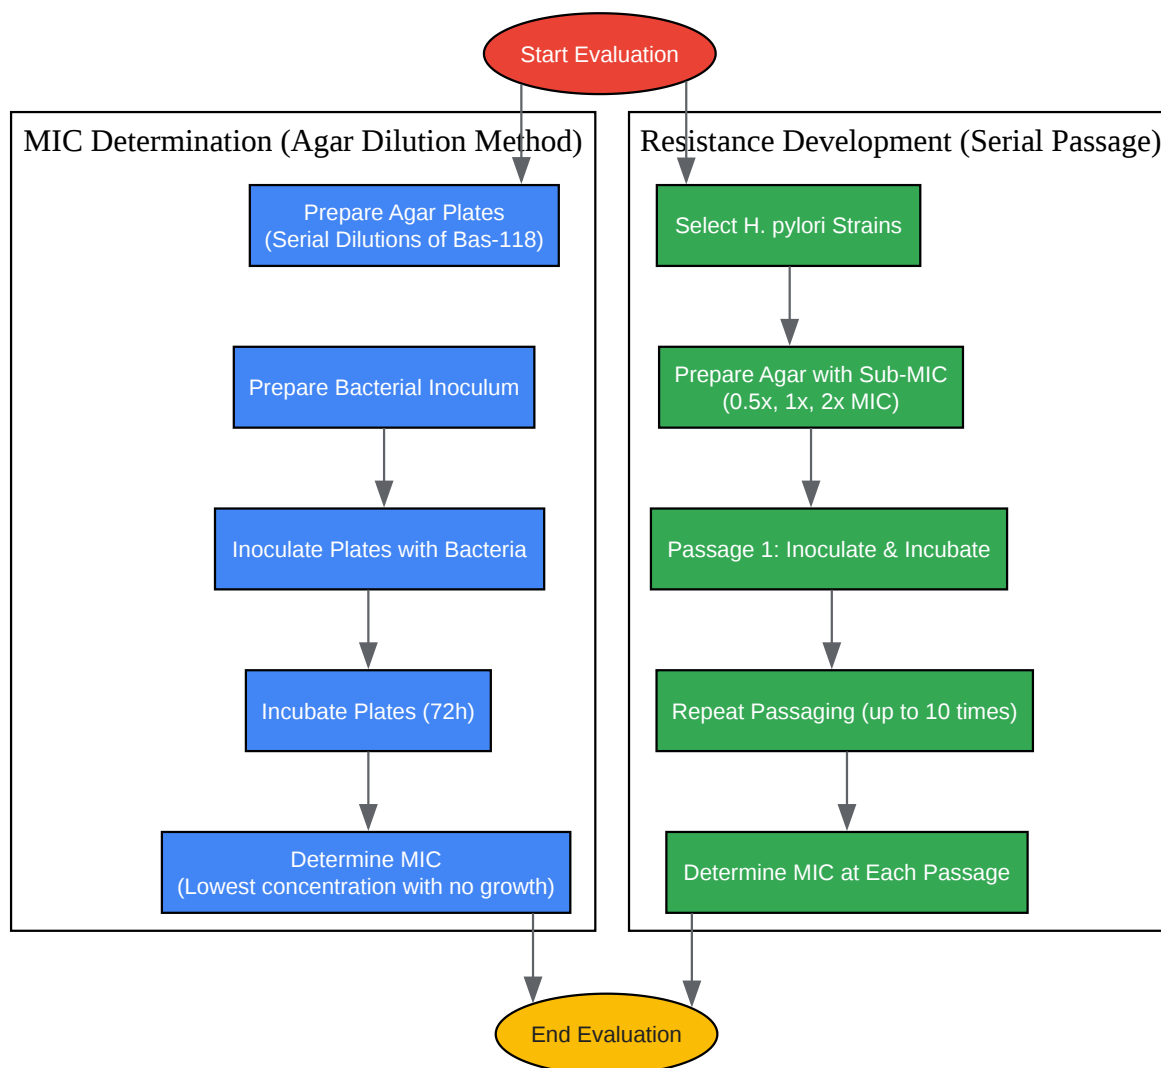 Start Evaluation
MIC Determination (Agar Dilution Method)
Prepare Agar Plates
(Serial Dilutions of Bas-118)
Prepare Bacterial Inoculum
Inoculate Plates with Bacteria
Incubate Plates (72h)
Determine MIC
(Lowest concentration with no growth)
Resistance Development (Serial Passage)
Select H. pylori Strains
Prepare Agar with Sub-MIC
(0.5x, 1x, 2x MIC)
Passage 1: Inoculate & Incubate
Repeat Passaging (up to 10 times)
Determine MIC at Each Passage
End Evaluation